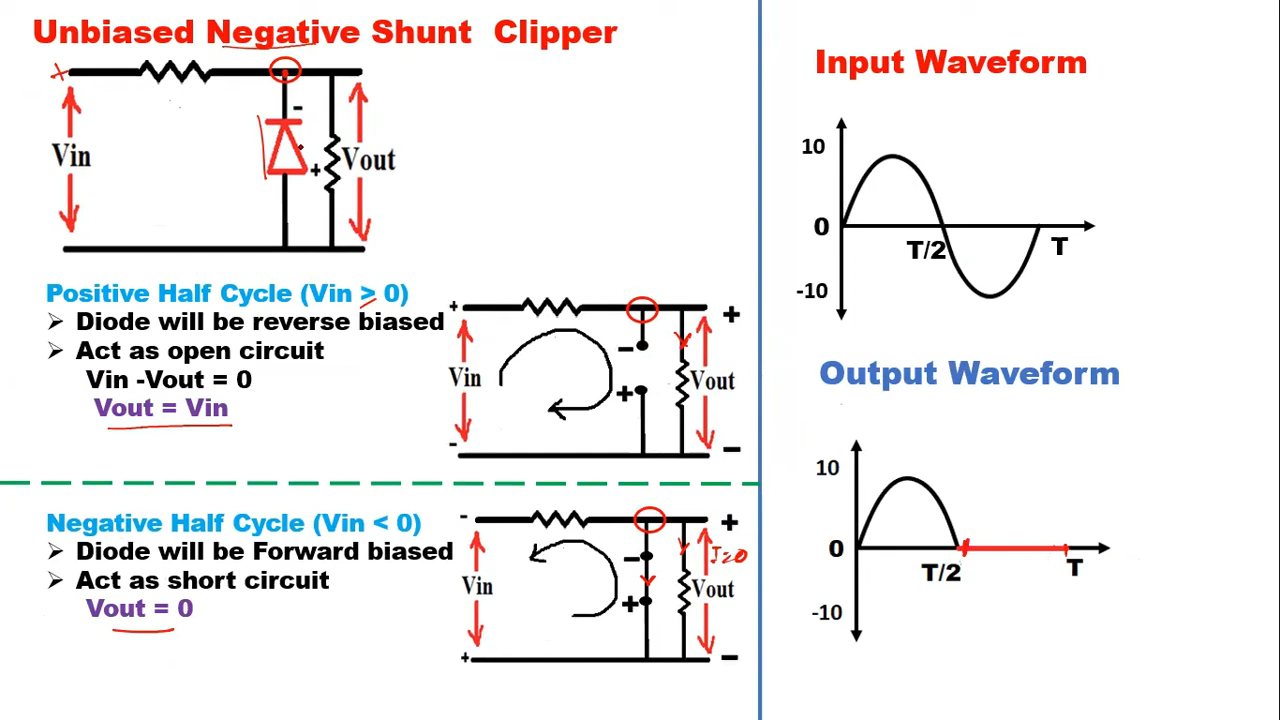 Unbiased Negative Shunt Clipper
+
-
Vin
+
Vout
Positive Half Cycle (Vin > 0)
➢ Diode will be reverse biased
➢ Act as open circuit
Vin -Vout = 0
Vout = Vin
+
+
-
Vin
+
Vout
-
-
Negative Half Cycle (Vin < 0)
➢ Diode will be Forward biased
➢ Act as short circuit
Vout = 0
-
+
-
I=0
Vin
+
Vout
+
-
Input Waveform
10
0
T/2
T
-10
Output Waveform
10
0
T/2
T
-10